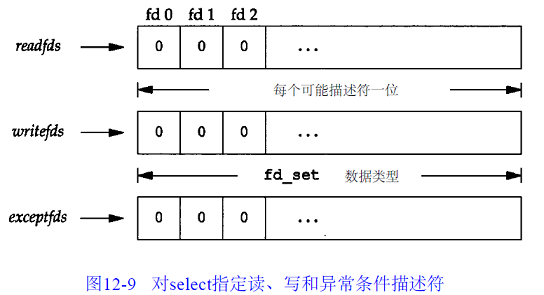 fd 0 fd 1 fd 2
readfds 0 0 0 ...
每个可能描述符一位
writefds 0 0 0 ...
fd_set 数据类型
exceptfds 0 0 0 ...
图12-9 对select指定读、写和异常条件描述符